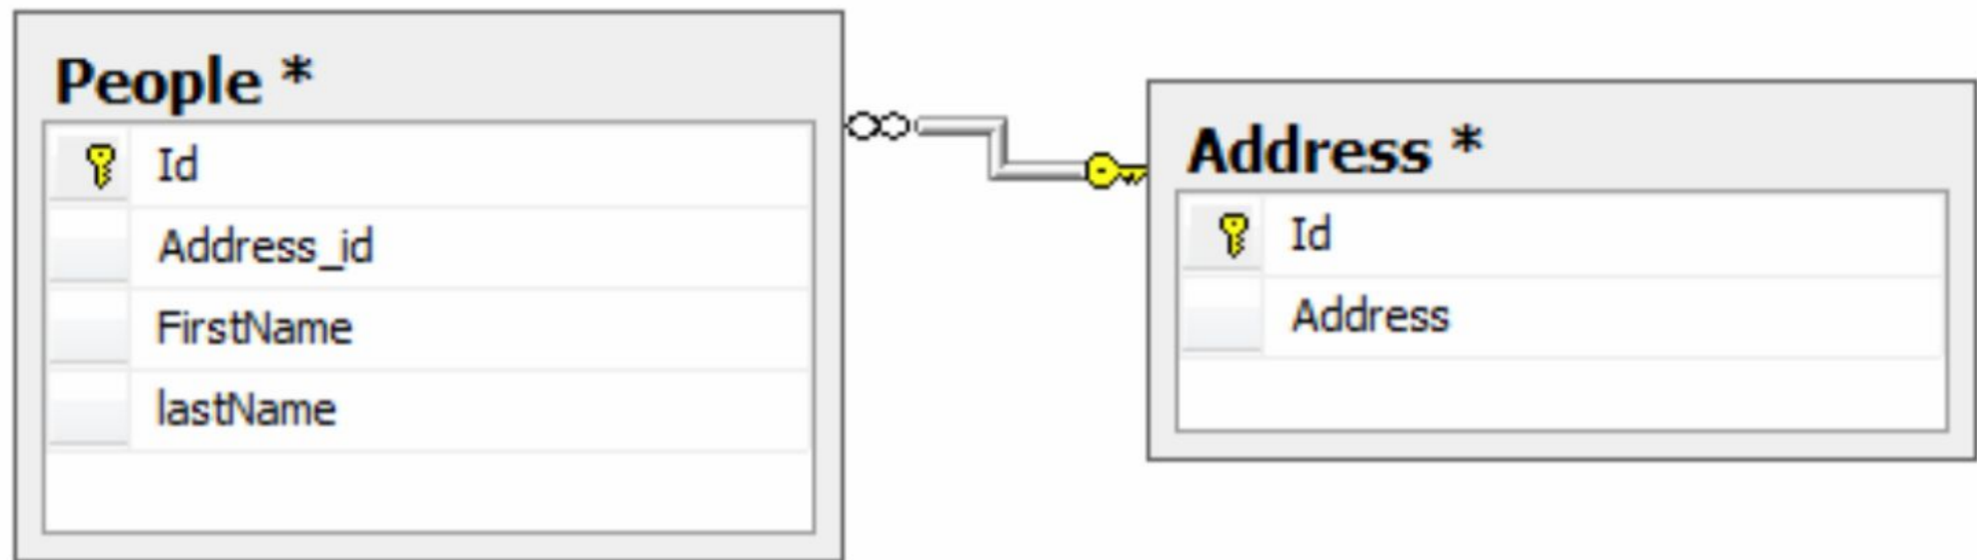 People *
Id
Address_id
FirstName
lastName
Address *
Id
Address